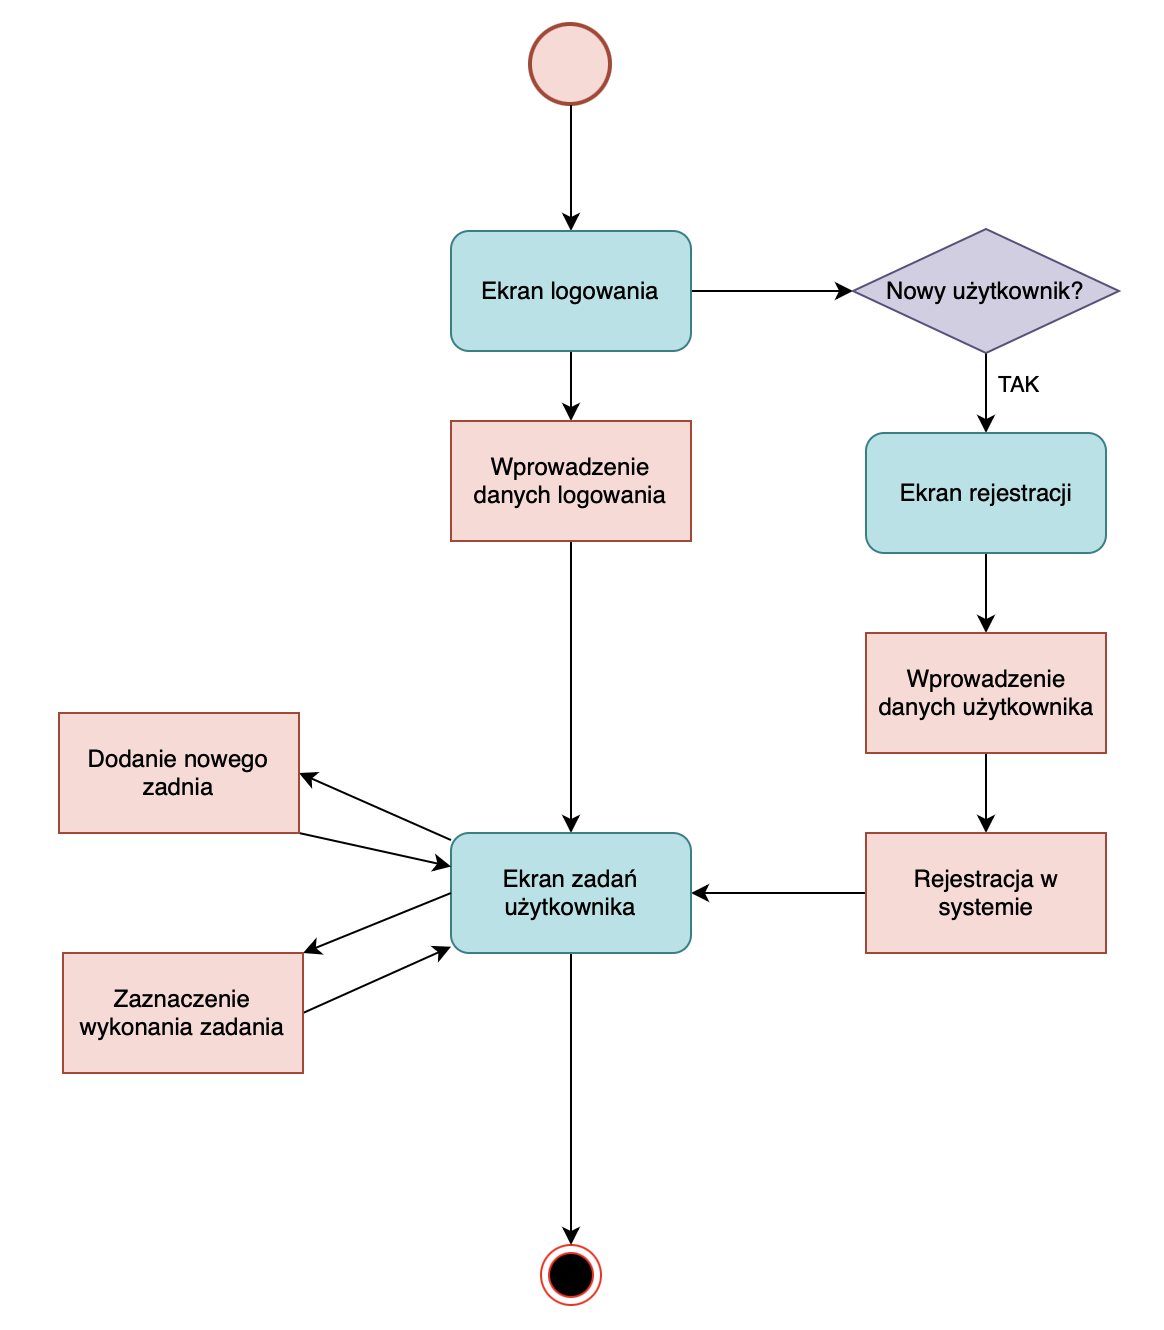 Ekran logowania
Nowy użytkownik?
TAK
Wprowadzenie
danych logowania
Ekran rejestracji
Wprowadzenie
danych użytkownika
Dodanie nowego
zadnia
Ekran zadań
użytkownika
Rejestracja w
systemie
Zaznaczenie
wykonania zadania